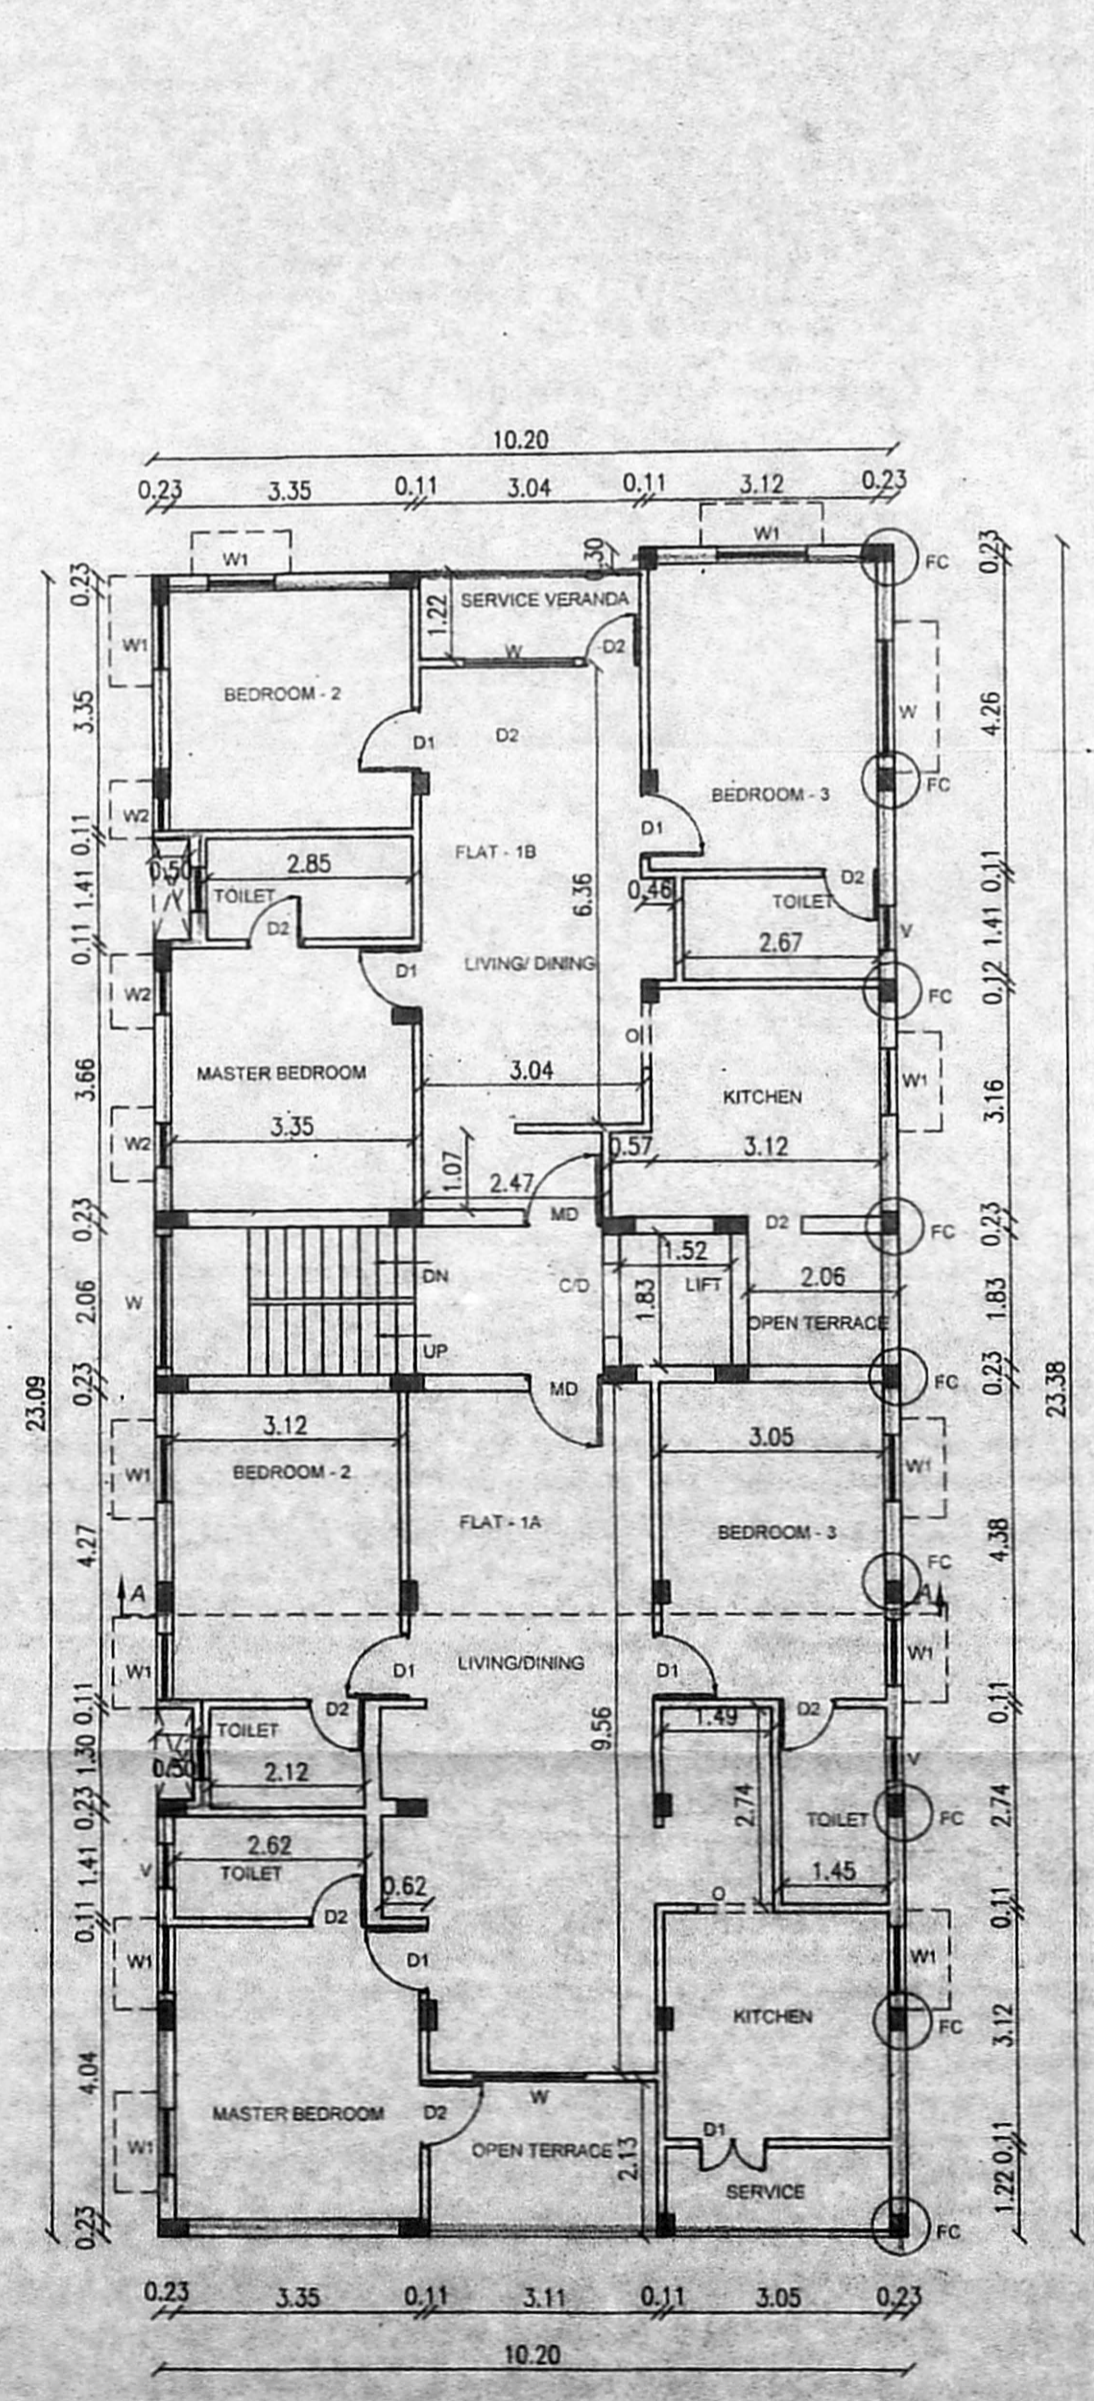 10.20
0.23 3.35 0.11 3.04 0.11 3.12 0.23
W1
W1
FC
0.23
0.23
.30
SERVICE VERANDA
1.22
W1
W
D2
BEDROOM - 2
3.35
D1
D2
W
4.26
W2
BEDROOM - 3
FC
D1
0.11
FLAT - 1B
0.50
2.85
TOILET
1.41
D2
6.36
0.46
D2
TOILET
0.11
V
1.41
2.67
0.11
D1
LIVING/ DINING
W2
0.12
FC
O
3.66
MASTER BEDROOM
3.04
KITCHEN
W1
3.16
3.35
W2
1.07
2.47
0.57
3.12
0.23
MD
D2
FC
0.23
DN
C/D
1.52
LIFT
2.06
1.83
W
2.06
OPEN TERRACE
1.83
UP
23.09
0.23
MD
FC
0.23
23.38
3.12
3.05
W1
BEDROOM - 2
W1
FLAT - 1A
BEDROOM - 3
4.27
4.38
FC
A
A
W1
D1
LIVING/DINING
D1
W1
0.11
D2
TOILET
1.49
D2
0.11
1.30
0.50
2.12
9.56
V
0.23
2.74
TOILET
FC
2.74
1.41
V
2.62
TOILET
0.62
1.45
D2
O
0.11
0.11
W1
D1
W1
KITCHEN
FC
3.12
4.04
MASTER BEDROOM
D2
W
D1
W1
OPEN TERRACE
2.13
SERVICE
0.11
1.22
0.23
FC
0.23 3.35 0.11 3.11 0.11 3.05 0.23
10.20